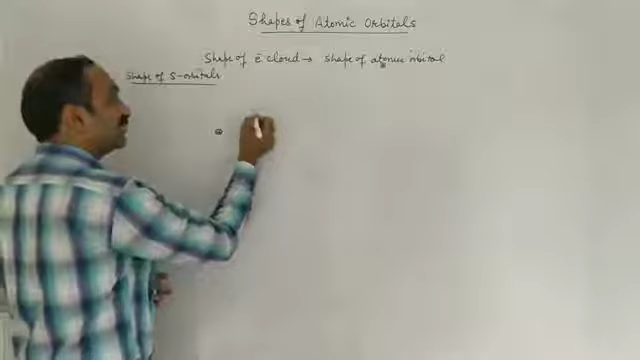 Shapes of Atomic Orbitals
Shape of ē cloud → Shape of atomic orbital
Shape of S-orbitals